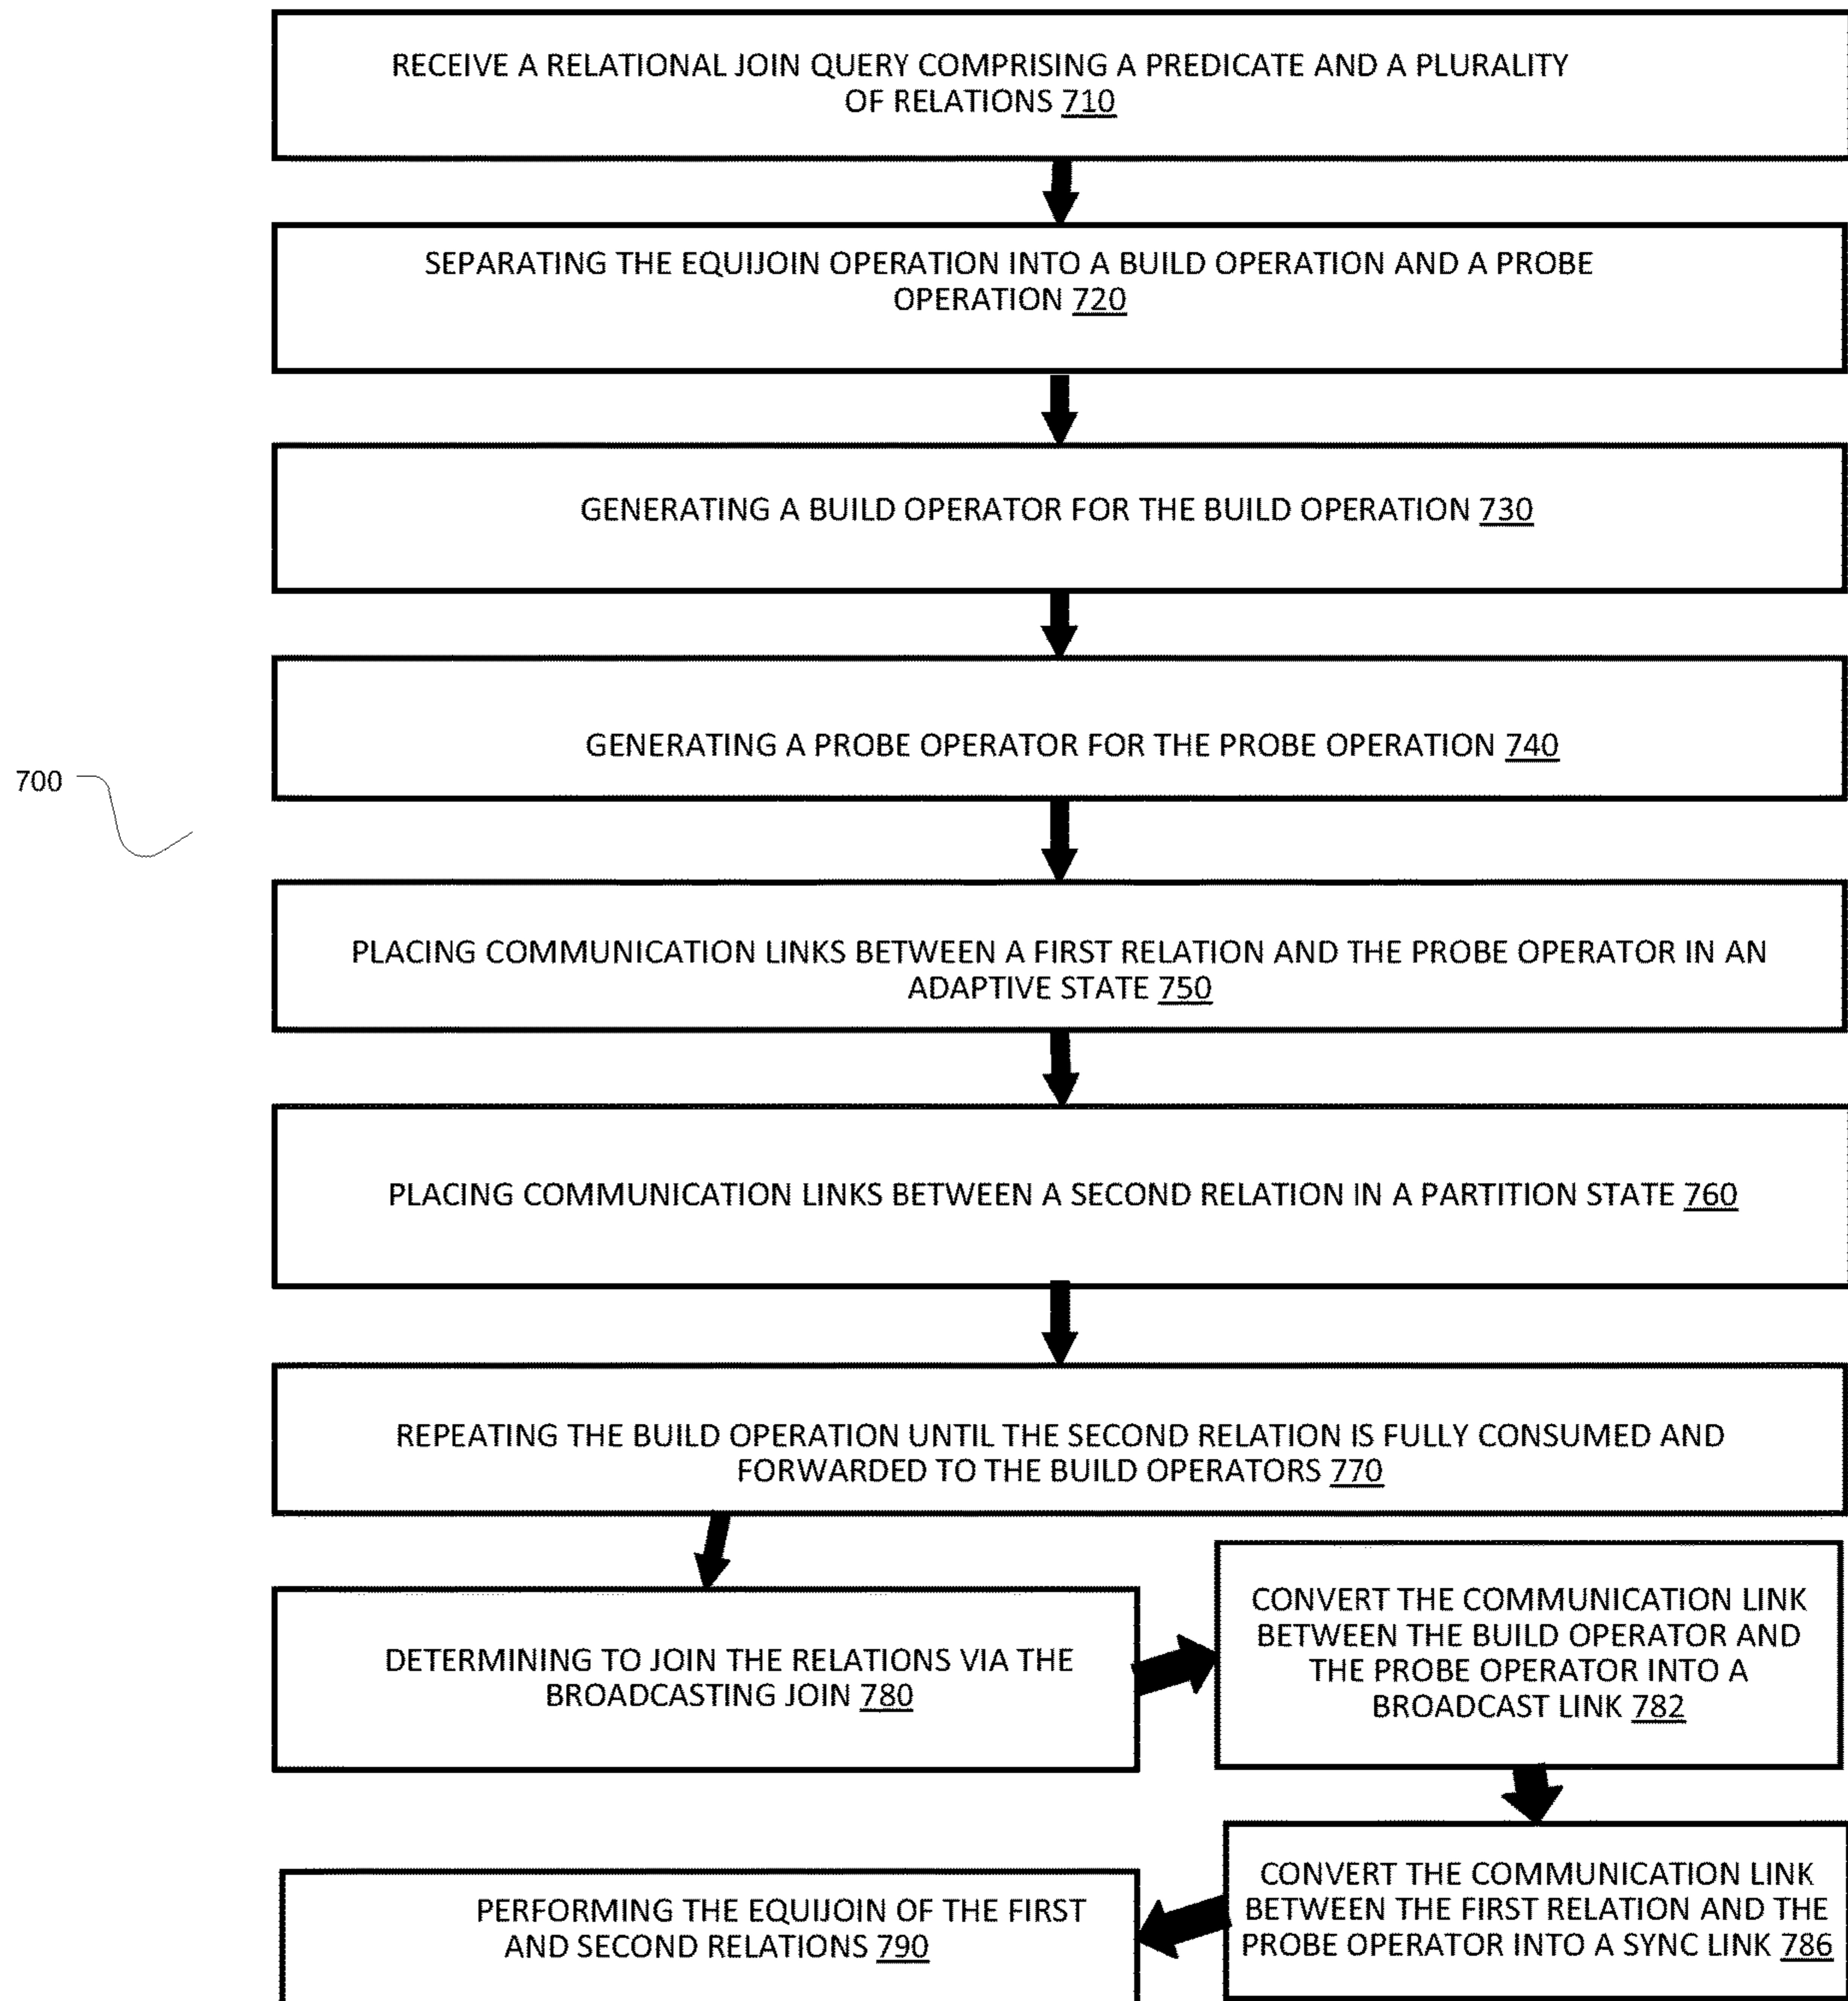 RECEIVE A RELATIONAL JOIN QUERY COMPRISING A PREDICATE AND A PLURALITY
OF RELATIONS 710
SEPARATING THE EQUIJOIN OPERATION INTO A BUILD OPERATION AND A PROBE
OPERATION 720
GENERATING A BUILD OPERATOR FOR THE BUILD OPERATION 730
GENERATING A PROBE OPERATOR FOR THE PROBE OPERATION 740
700
PLACING COMMUNICATION LINKS BETWEEN A FIRST RELATION AND THE PROBE OPERATOR IN AN
ADAPTIVE STATE 750
PLACING COMMUNICATION LINKS BETWEEN A SECOND RELATION IN A PARTITION STATE 760
REPEATING THE BUILD OPERATION UNTIL THE SECOND RELATION IS FULLY CONSUMED AND
FORWARDED TO THE BUILD OPERATORS 770
DETERMINING TO JOIN THE RELATIONS VIA THE
BROADCASTING JOIN 780
CONVERT THE COMMUNICATION LINK
BETWEEN THE BUILD OPERATOR AND
THE PROBE OPERATOR INTO A
BROADCAST LINK 782
CONVERT THE COMMUNICATION LINK
BETWEEN THE FIRST RELATION AND THE
PROBE OPERATOR INTO A SYNC LINK 786
PERFORMING THE EQUIJOIN OF THE FIRST
AND SECOND RELATIONS 790